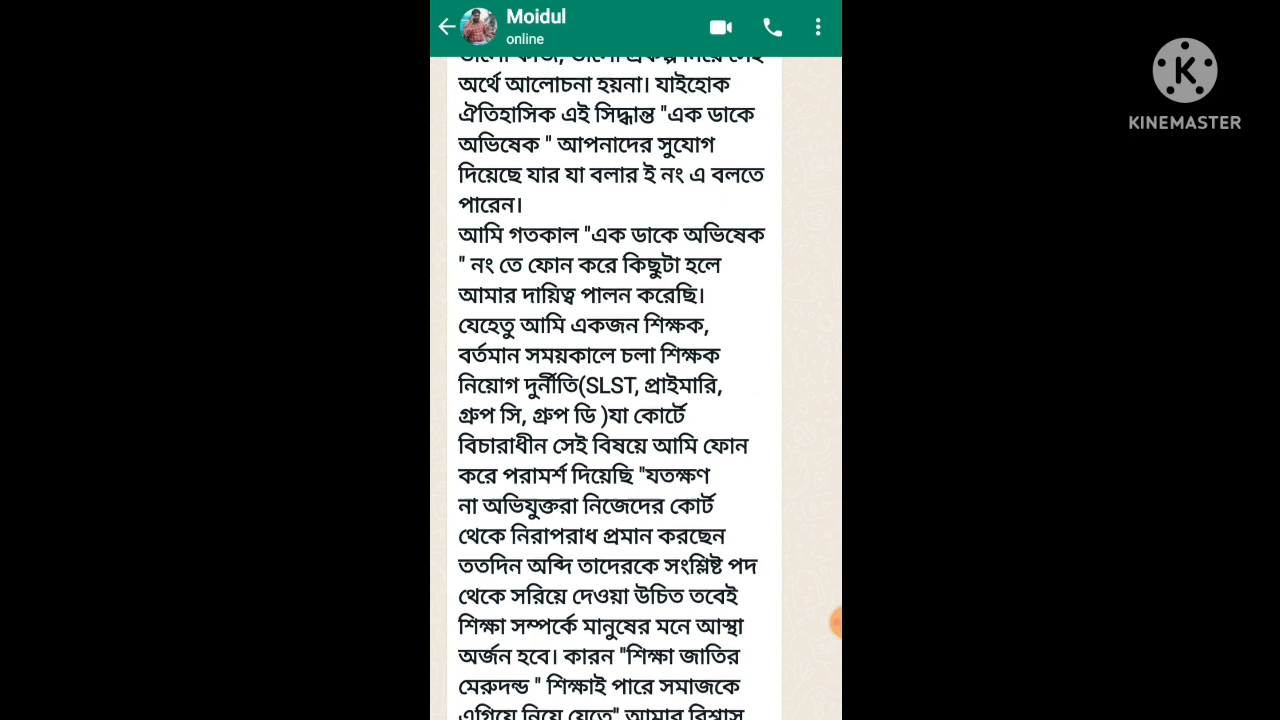 Moidul
online
KINEMASTER
ভালো কাজ, ভালো প্রকল্প নিয়ে সেই
অর্থে আলোচনা হয়না। যাইহোক
ঐতিহাসিক এই সিদ্ধান্ত "এক ডাকে
অভিষেক " আপনাদের সুযোগ
দিয়েছে যার যা বলার ই নং এ বলতে
পারেন।
আমি গতকাল "এক ডাকে অভিষেক
" নং তে ফোন করে কিছুটা হলে
আমার দায়িত্ব পালন করেছি।
যেহেতু আমি একজন শিক্ষক,
বর্তমান সময়কালে চলা শিক্ষক
নিয়োগ দুর্নীতি(SLST, প্রাইমারি,
গ্রুপ সি, গ্রুপ ডি )যা কোর্টে
বিচারাধীন সেই বিষয়ে আমি ফোন
করে পরামর্শ দিয়েছি "যতক্ষণ
না অভিযুক্তরা নিজেদের কোর্ট
থেকে নিরাপরাধ প্রমান করছেন
ততদিন অব্দি তাদেরকে সংশ্লিষ্ট পদ
থেকে সরিয়ে দেওয়া উচিত তবেই
শিক্ষা সম্পর্কে মানুষের মনে আস্থা
অর্জন হবে। কারন "শিক্ষা জাতির
মেরুদন্ড " শিক্ষাই পারে সমাজকে
এগিয়ে নিয়ে যেতে" আমার বিশ্বাস